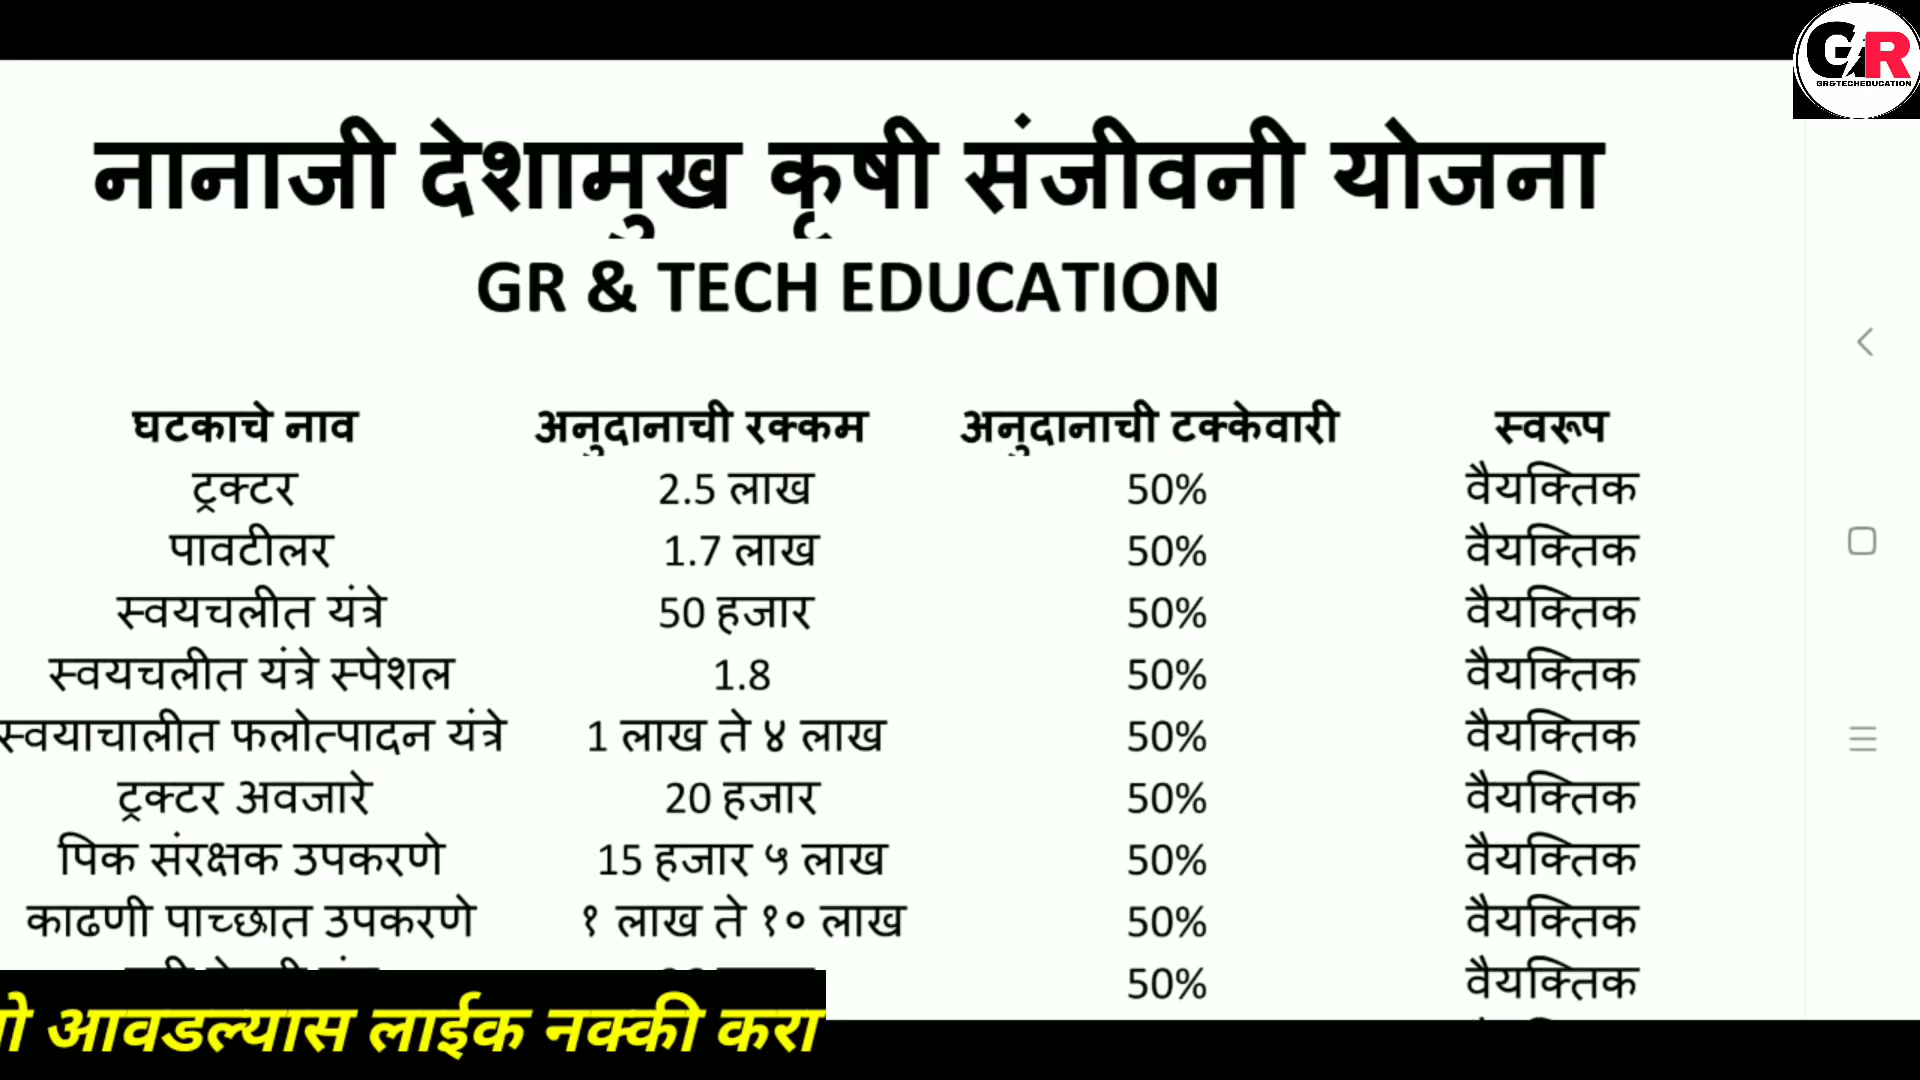 GR
GR&TECHEDUCATION
नानाजी देशामुख कृषी संजीवनी योजना
GR & TECH EDUCATION
घटकाचे नाव अनुदानाची रक्कम अनुदानाची टक्केवारी स्वरूप
ट्रक्टर 2.5 लाख 50% वैयक्तिक
पावटीलर 1.7 लाख 50% वैयक्तिक
स्वयचलीत यंत्रे 50 हजार 50% वैयक्तिक
स्वयचलीत यंत्रे स्पेशल 1.8 50% वैयक्तिक
स्वयाचालीत फलोत्पादन यंत्रे 1 लाख ते ४ लाख 50% वैयक्तिक
ट्रक्टर अवजारे 20 हजार 50% वैयक्तिक
पिक संरक्षक उपकरणे 15 हजार ५ लाख 50% वैयक्तिक
काढणी पाच्छात उपकरणे १ लाख ते १० लाख 50% वैयक्तिक
50% वैयक्तिक
आवडल्यास लाईक नक्की करा